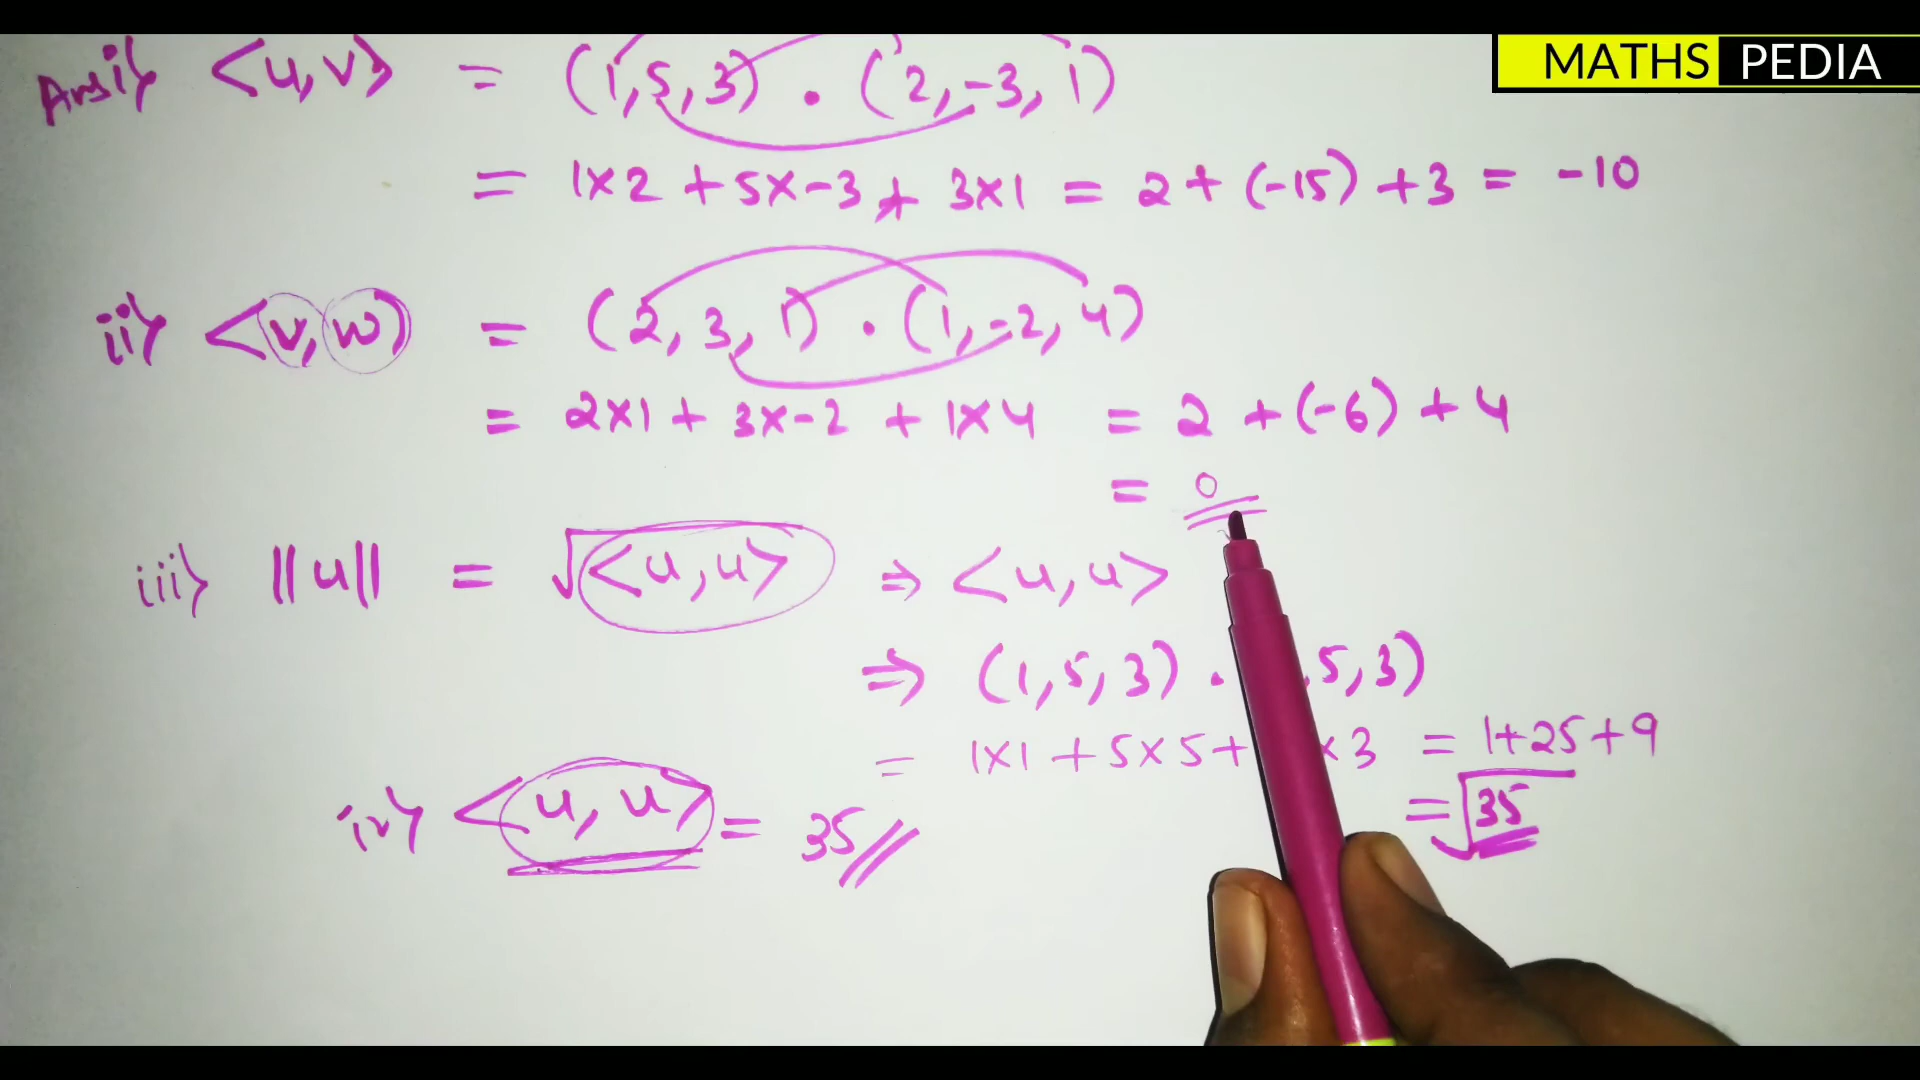 MATHS PEDIA
Ans i) <u,v> = (1,5,3) . (2,-3,1)
= 1×2 + 5×-3 + 3×1 = 2 + (-15) + 3 = -10
ii) <v,w) = (2,3,1) . (1,-2,4)
= 2×1 + 3×-2 + 1×4 = 2 + (-6) + 4
= 0
iii) ||u|| = √<u,u> ⇒ <u,u>
⇒ (1,5,3) . ,5,3)
= 1×1 + 5×5 + ×3 = 1+25+9
= √35
iv) <u,u> = 35